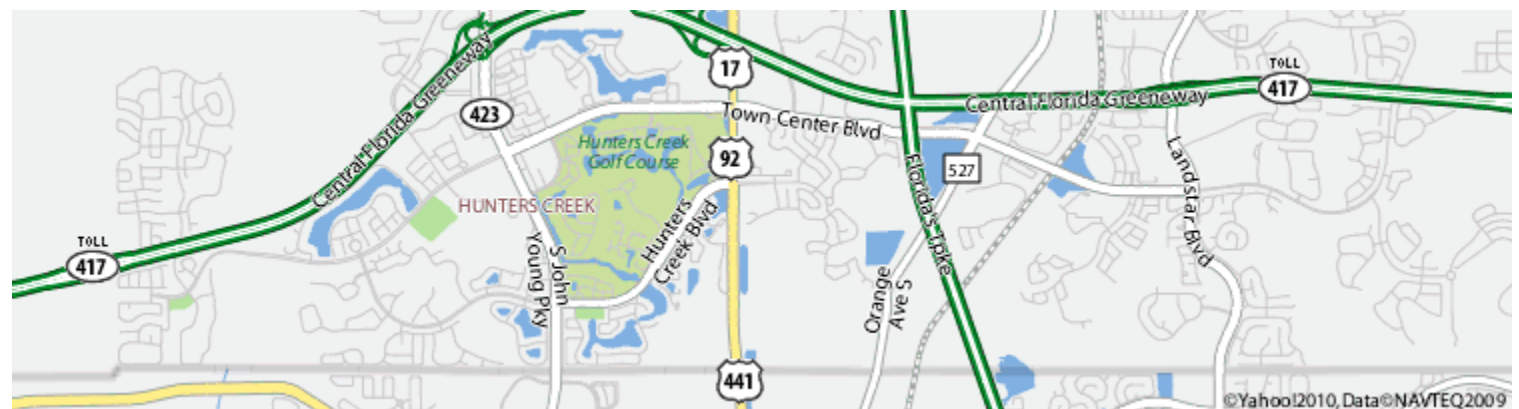 TOLL
417
Central Florida Greeneway
423
17
TOLL
417
Central Florida Greeneway
Town Center Blvd
Hunters Creek
Golf Course
92
527
HUNTERS CREEK
Hunters
Creek Blvd
S John
Young Pky
Florida's Tpke
Landstar Blvd
Orange
Ave S
441
©Yahoo!2010, Data©NAVTEQ2009